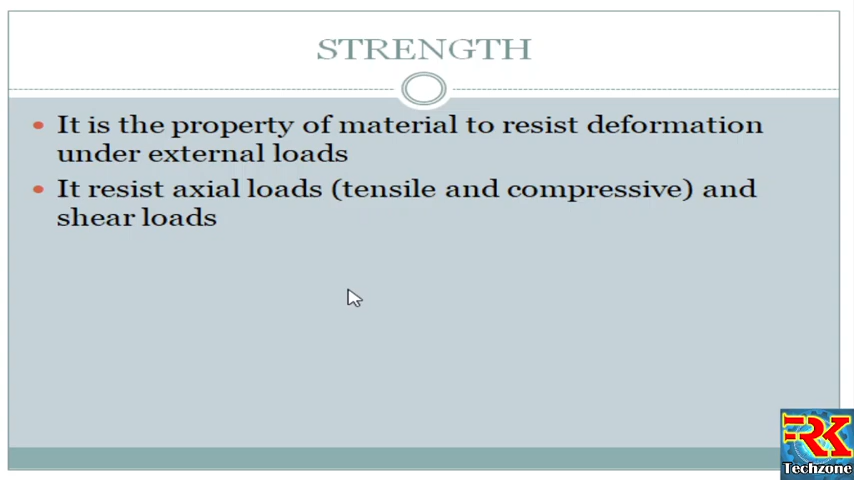 STRENGTH
It is the property of material to resist deformation
under external loads
It resist axial loads (tensile and compressive) and
shear loads
RK
Techzone